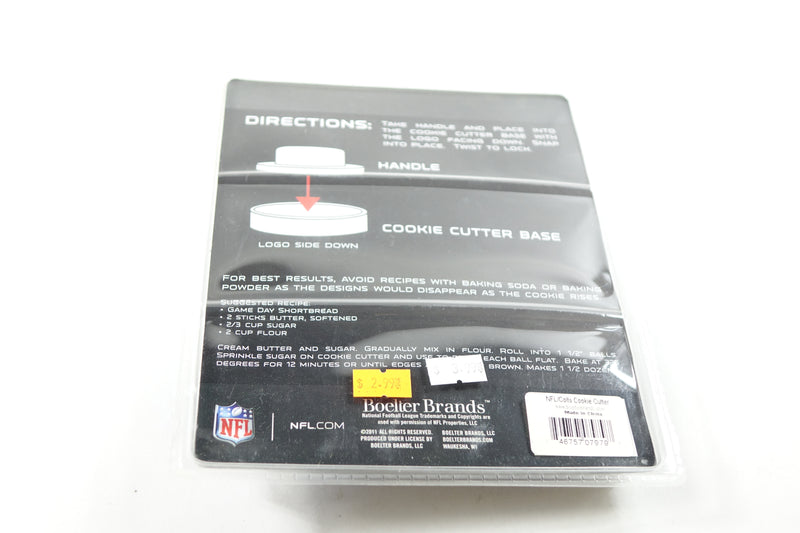 DIRECTIONS: TAKE HANDLE AND PLACE INTO
THE COOKIE CUTTER BASE WITH
THE LOGO FACING DOWN. SNAP
INTO PLACE. TWIST TO LOCK.
HANDLE
COOKIE CUTTER BASE
LOGO SIDE DOWN
FOR BEST RESULTS, AVOID RECIPES WITH BAKING SODA OR BAKING
POWDER AS THE DESIGNS WOULD DISAPPEAR AS THE COOKIE RISES.
SUGGESTED RECIPE:
• GAME DAY SHORTBREAD
• 2 STICKS BUTTER, SOFTENED
• 2/3 CUP SUGAR
• 2 CUP FLOUR
CREAM BUTTER AND SUGAR. GRADUALLY MIX IN FLOUR. ROLL INTO 1 1/2" BALLS.
SPRINKLE SUGAR ON COOKIE CUTTER AND USE TO EACH BALL FLAT. BAKE AT
DEGREES FOR 12 MINUTES OR UNTIL EDGES BROWN. MAKES 1 1/2 DOZEN
$ 2.99
NFL
NFL.COM
Boelter Brands™
National Football League Trademarks and Copyrights are
used with permission of NFL Properties, LLC
©2011 ALL RIGHTS RESERVED.
PRODUCED UNDER LICENSE BY
BOELTER BRANDS, LLC
BOELTER BRANDS, LLC
BOELTERBRANDS.COM
WAUKESHA, WI
NFL/Colts Cookie Cutter
Made in China
46757 07979